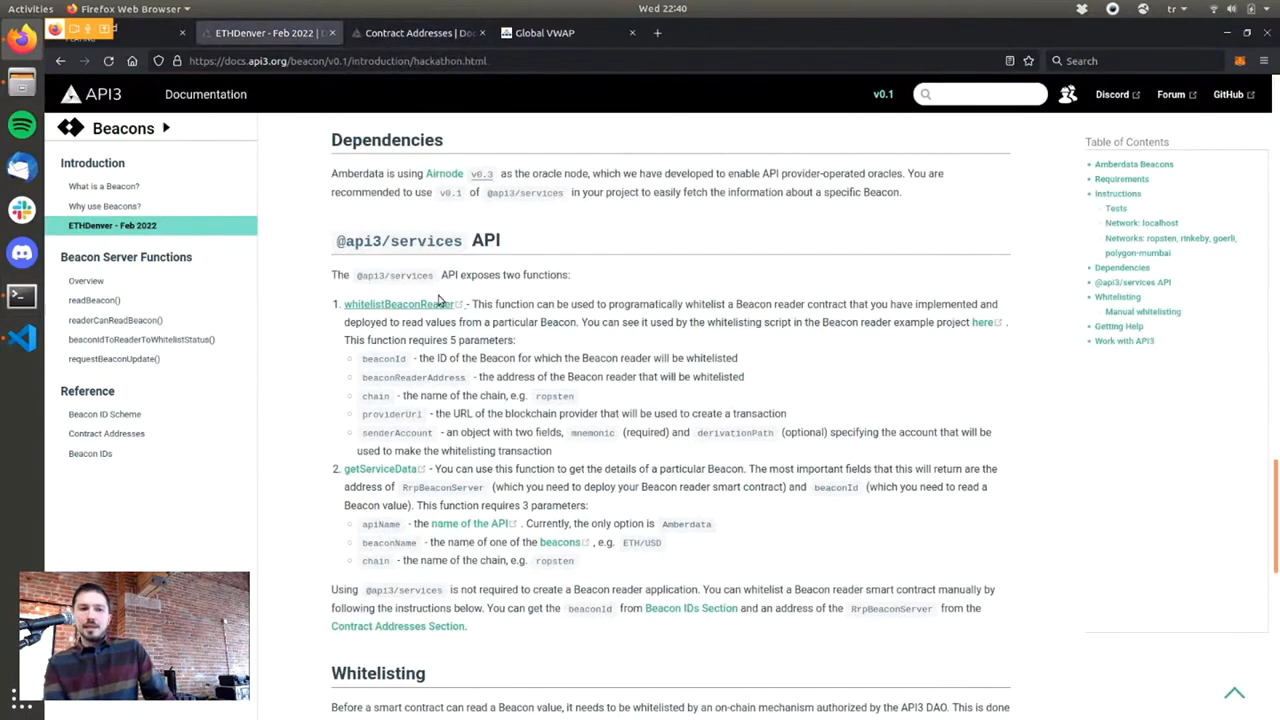 Activities
Firefox Web Browser
Wed 22:40
tr
ETHDenver - Feb 2022 | D
Contract Addresses | Doc
Global VWAP
https://docs.api3.org/beacon/v0.1/introduction/hackathon.html
Search
API3
Documentation
v0.1
Discord
Forum
GitHub
Beacons
Introduction
What is a Beacon?
Why use Beacons?
ETHDenver - Feb 2022
Beacon Server Functions
Overview
readBeacon()
readerCanReadBeacon()
beaconIdToReaderToWhitelistStatus()
requestBeaconUpdate()
Reference
Beacon ID Scheme
Contract Addresses
Beacon IDs
Dependencies
Amberdata is using Airnode v0.3 as the oracle node, which we have developed to enable API provider-operated oracles. You are
recommended to use v0.1 of @api3/services in your project to easily fetch the information about a specific Beacon.
@api3/services API
The @api3/services API exposes two functions:
1. whitelistBeaconReader - This function can be used to programatically whitelist a Beacon reader contract that you have implemented and
deployed to read values from a particular Beacon. You can see it used by the whitelisting script in the Beacon reader example project here .
This function requires 5 parameters:
beaconId - the ID of the Beacon for which the Beacon reader will be whitelisted
beaconReaderAddress - the address of the Beacon reader that will be whitelisted
chain - the name of the chain, e.g. ropsten
providerUrl - the URL of the blockchain provider that will be used to create a transaction
senderAccount - an object with two fields, mnemonic (required) and derivationPath (optional) specifying the account that will be
used to make the whitelisting transaction
2. getServiceData - You can use this function to get the details of a particular Beacon. The most important fields that this will return are the
address of RrpBeaconServer (which you need to deploy your Beacon reader smart contract) and beaconId (which you need to read a
Beacon value). This function requires 3 parameters:
apiName - the name of the API . Currently, the only option is Amberdata
beaconName - the name of one of the beacons , e.g. ETH/USD
chain - the name of the chain, e.g. ropsten
Using @api3/services is not required to create a Beacon reader application. You can whitelist a Beacon reader smart contract manually by
following the instructions below. You can get the beaconId from Beacon IDs Section and an address of the RrpBeaconServer from the
Contract Addresses Section.
Whitelisting
Before a smart contract can read a Beacon value, it needs to be whitelisted by an on-chain mechanism authorized by the API3 DAO. This is done
Table of Contents
Amberdata Beacons
Requirements
Instructions
Tests
Network: localhost
Networks: ropsten, rinkeby, goerli,
polygon-mumbai
Dependencies
@api3/services API
Whitelisting
Manual whitelisting
Getting Help
Work with API3